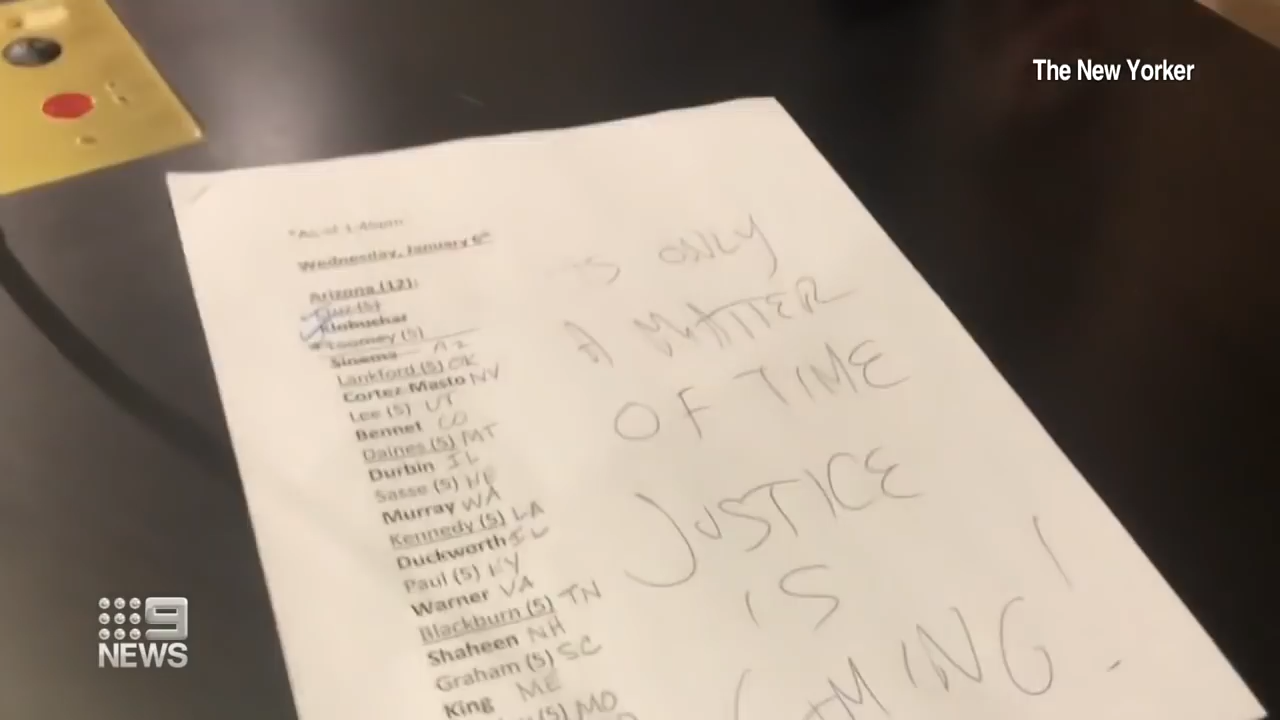 The New Yorker
*As of 1:45pm
Wednesday, January 6th
Arizona (12):
Cruz (5)
Klobuchar
*Toomey (5)
Sinema AZ
Lankford (5) OK
Cortez Masto NV
Lee (5) UT
Bennet CO
Daines (5) MT
Durbin IL
Sasse (5) NE
Murray WA
Kennedy (5) LA
Duckworth IL
Paul (5) KY
Warner VA
Blackburn (5) TN
Shaheen NH
Graham (5) SC
King ME
(5) MO
IS ONLY
A MATTER
OF TIME
JUSTICE
IS
COMING!
9
NEWS